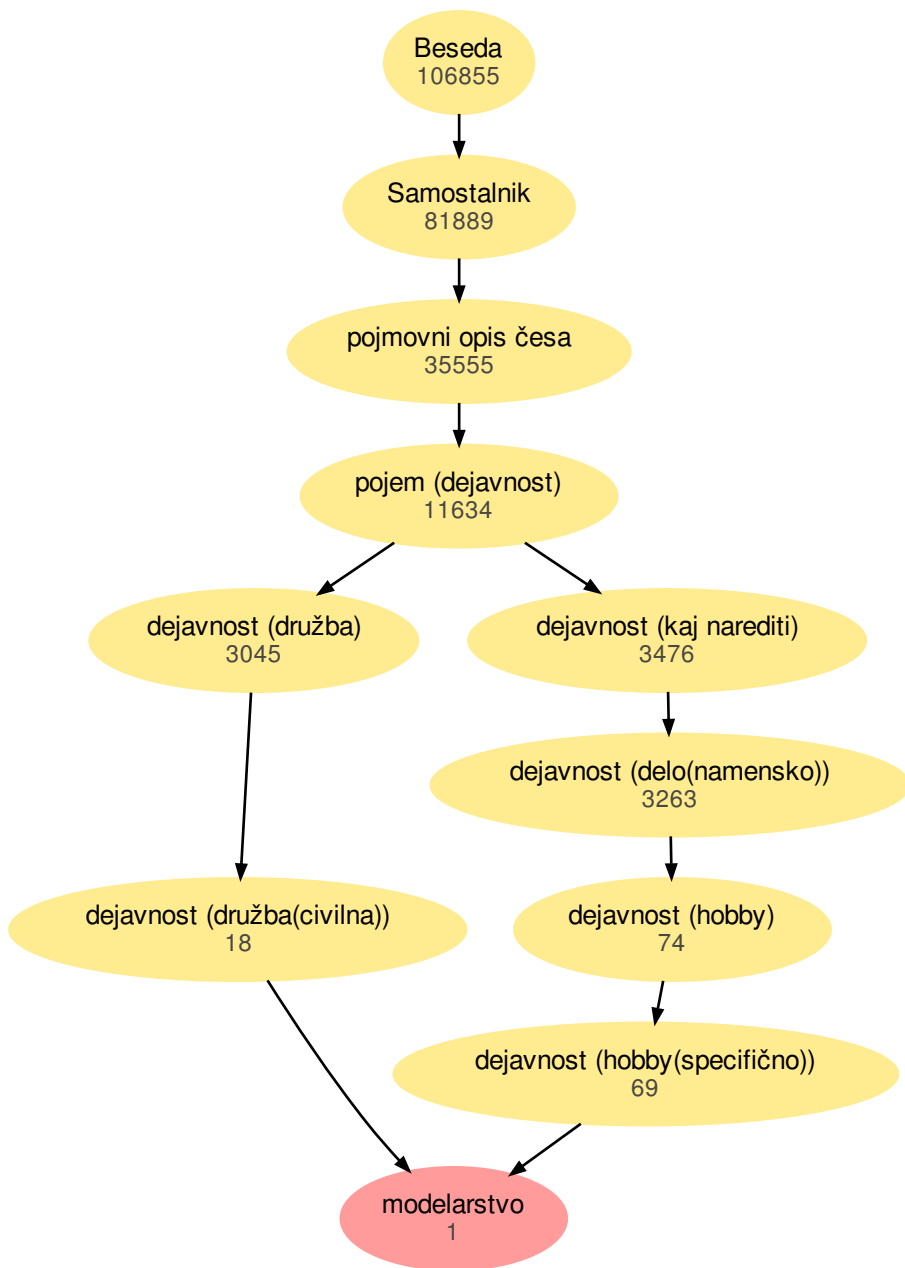 Beseda
106855
Samostalnik
81889
pojmovni opis česa
35555
pojem (dejavnost)
11634
dejavnost (družba)
3045
dejavnost (kaj narediti)
3476
dejavnost (delo(namensko))
3263
dejavnost (družba(civilna))
18
dejavnost (hobby)
74
dejavnost (hobby(specifično))
69
modelarstvo
1